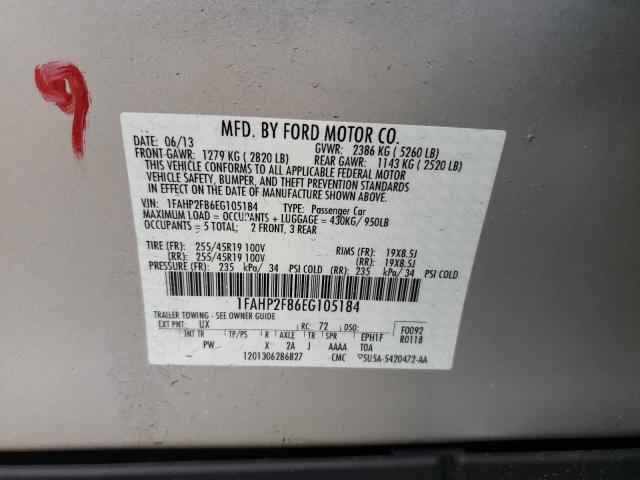 9
MFD. BY FORD MOTOR CO.
DATE: 06/13 GVWR: 2386 KG ( 5260 LB)
FRONT-GAWR: 1279 KG ( 2820 LB) REAR GAWR: 1143 KG ( 2520 LB)
THIS VEHICLE CONFORMS TO ALL APPLICABLE FEDERAL MOTOR
VEHICLE SAFETY, BUMPER, AND THEFT PREVENTION STANDARDS
IN EFFECT ON THE DATE OF MANUFACTURE SHOWN ABOVE.
VIN: 1FAHP2F86EG105184 TYPE: Passenger Car
MAXIMUM LOAD = OCCUPANTS + LUGGAGE = 430KG/ 950LB
OCCUPANTS = 5 TOTAL: 2 FRONT, 3 REAR
TIRE (FR): 255/45R19 100V RIMS (FR): 19X8.5J
(RR): 255/45R19 100V (RR): 19X8.5J
PRESSURE (FR): 235 kPa/ 34 PSI COLD (RR): 235 kPa/ 34 PSI COLD
1FAHP2F86EG105184
TRAILER TOWING - SEE OWNER GUIDE
EXT PNT: UX RC: 72 DSO: F0092
INT TR TP/PS R AXLE TR SPR EPH1F R0118
PW X 2A J AAAA TOA
1201306286827 CMC 5U5A-5420472-AA